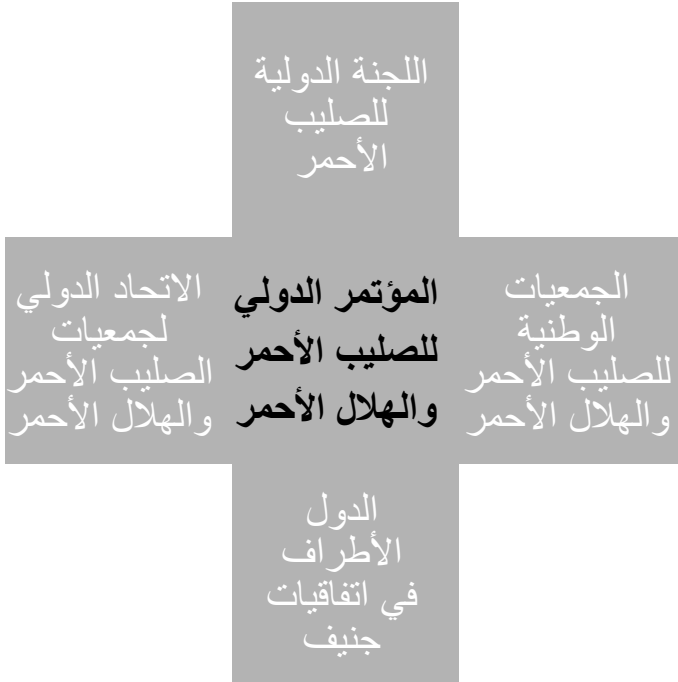 اللجنة الدولية
للصليب
الأحمر
الجمعيات
الوطنية
للصليب الأحمر
والهلال الأحمر
المؤتمر الدولي
للصليب الأحمر
والهلال الأحمر
الاتحاد الدولي
لجمعيات
الصليب الأحمر
والهلال الأحمر
الدول
الأطراف
في اتفاقيات
جنيف